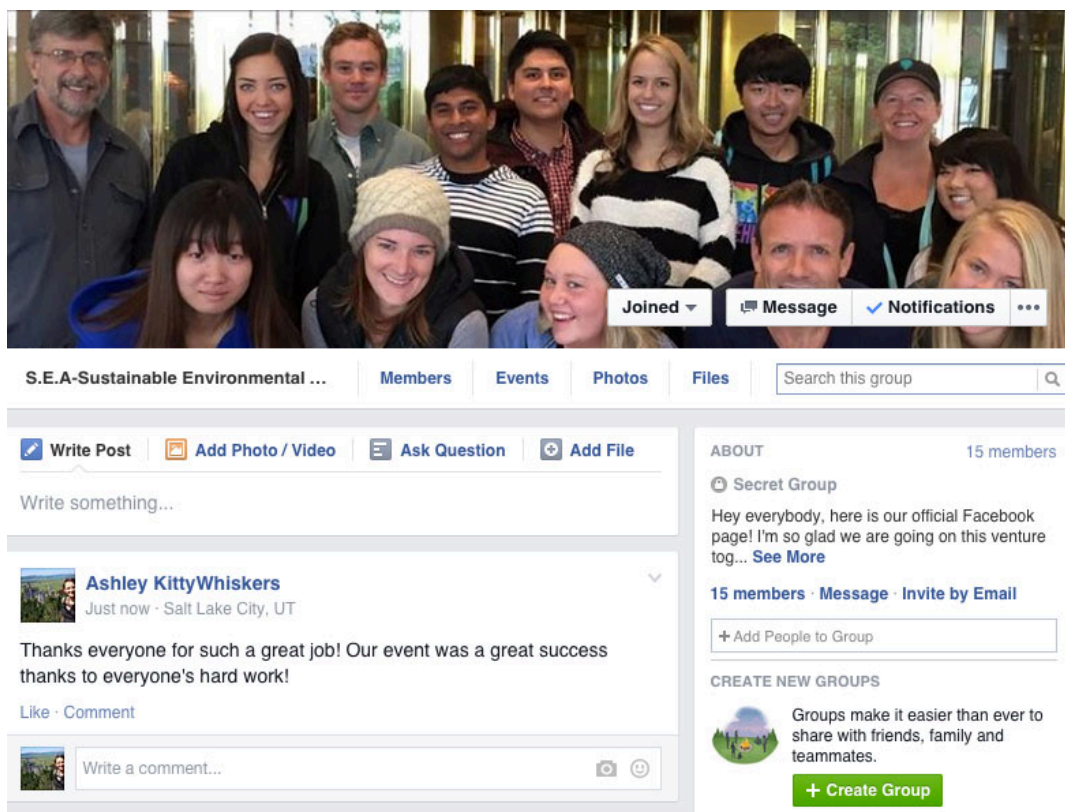 Joined
Message
Notifications
S.E.A-Sustainable Environmental ...
Members
Events
Photos
Files
Search this group
Write Post
Add Photo / Video
Ask Question
Add File
Write something...
Ashley KittyWhiskers
Just now · Salt Lake City, UT
Thanks everyone for such a great job! Our event was a great success
thanks to everyone's hard work!
Like · Comment
Write a comment...
ABOUT
15 members
Secret Group
Hey everybody, here is our official Facebook
page! I'm so glad we are going on this venture
tog... See More
15 members · Message · Invite by Email
+ Add People to Group
CREATE NEW GROUPS
Groups make it easier than ever to
share with friends, family and
teammates.
+ Create Group